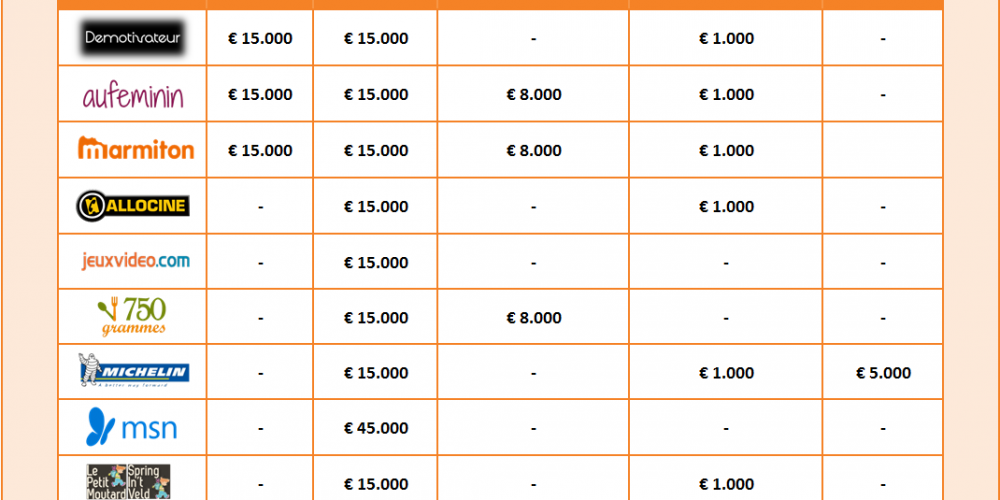 Demotivateur € 15.000 € 15.000 - € 1.000 -
aufeminin € 15.000 € 15.000 € 8.000 € 1.000 -
marmiton € 15.000 € 15.000 € 8.000 € 1.000
ALLOCINE - € 15.000 - € 1.000 -
jeuxvideo.com - € 15.000 - - -
750 grammes - € 15.000 € 8.000 - -
MICHELIN - € 15.000 - € 1.000 € 5.000
A better way forward
msn - € 45.000 - - -
Le Petit Moutard Spring In't Veld - € 15.000 - € 1.000 -